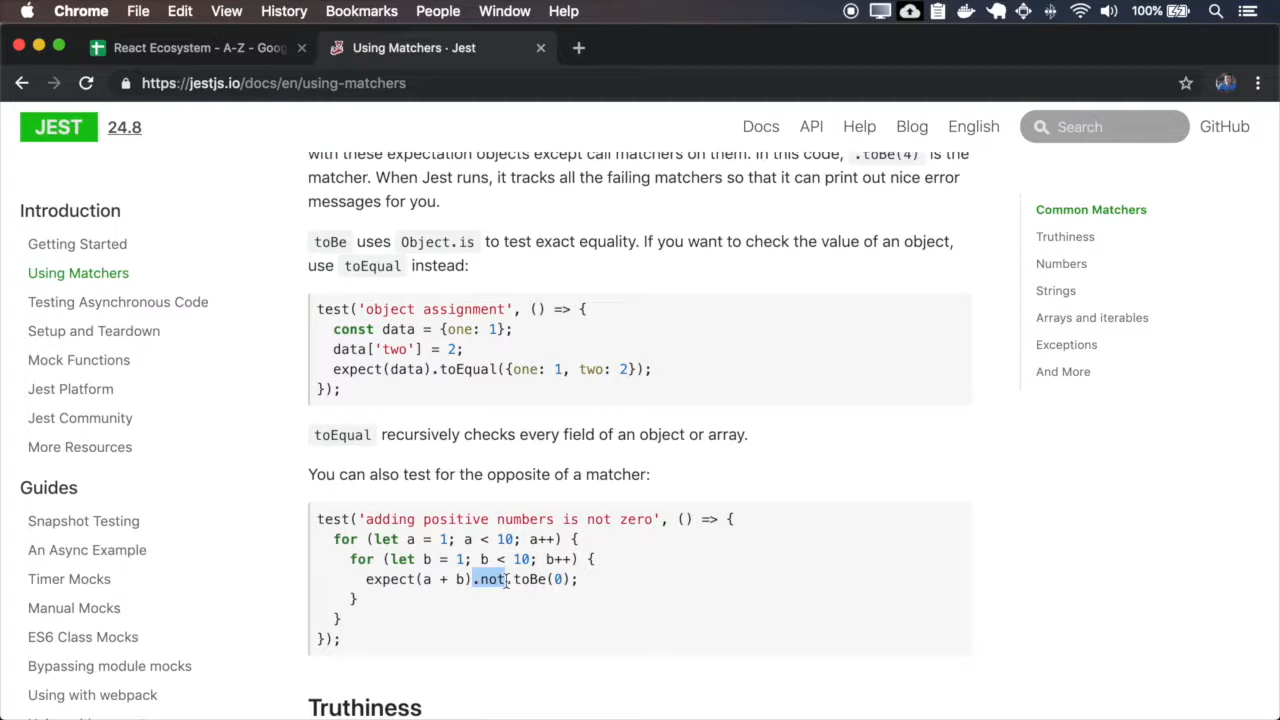 Chrome File Edit View History Bookmarks People Window Help 100%
React Ecosystem - A-Z - Goog
Using Matchers · Jest
https://jestjs.io/docs/en/using-matchers
JEST 24.8
Docs API Help Blog English Search GitHub
Introduction
Getting Started
Using Matchers
Testing Asynchronous Code
Setup and Teardown
Mock Functions
Jest Platform
Jest Community
More Resources
Guides
Snapshot Testing
An Async Example
Timer Mocks
Manual Mocks
ES6 Class Mocks
Bypassing module mocks
Using with webpack
with these expectation objects except call matchers on them. In this code, .toBe(4) is the
matcher. When Jest runs, it tracks all the failing matchers so that it can print out nice error
messages for you.
toBe uses Object.is to test exact equality. If you want to check the value of an object,
use toEqual instead:
test('object assignment', () => {
const data = {one: 1};
data['two'] = 2;
expect(data).toEqual({one: 1, two: 2});
});
toEqual recursively checks every field of an object or array.
You can also test for the opposite of a matcher:
test('adding positive numbers is not zero', () => {
for (let a = 1; a < 10; a++) {
for (let b = 1; b < 10; b++) {
expect(a + b).not.toBe(0);
}
}
});
Truthiness
Common Matchers
Truthiness
Numbers
Strings
Arrays and iterables
Exceptions
And More